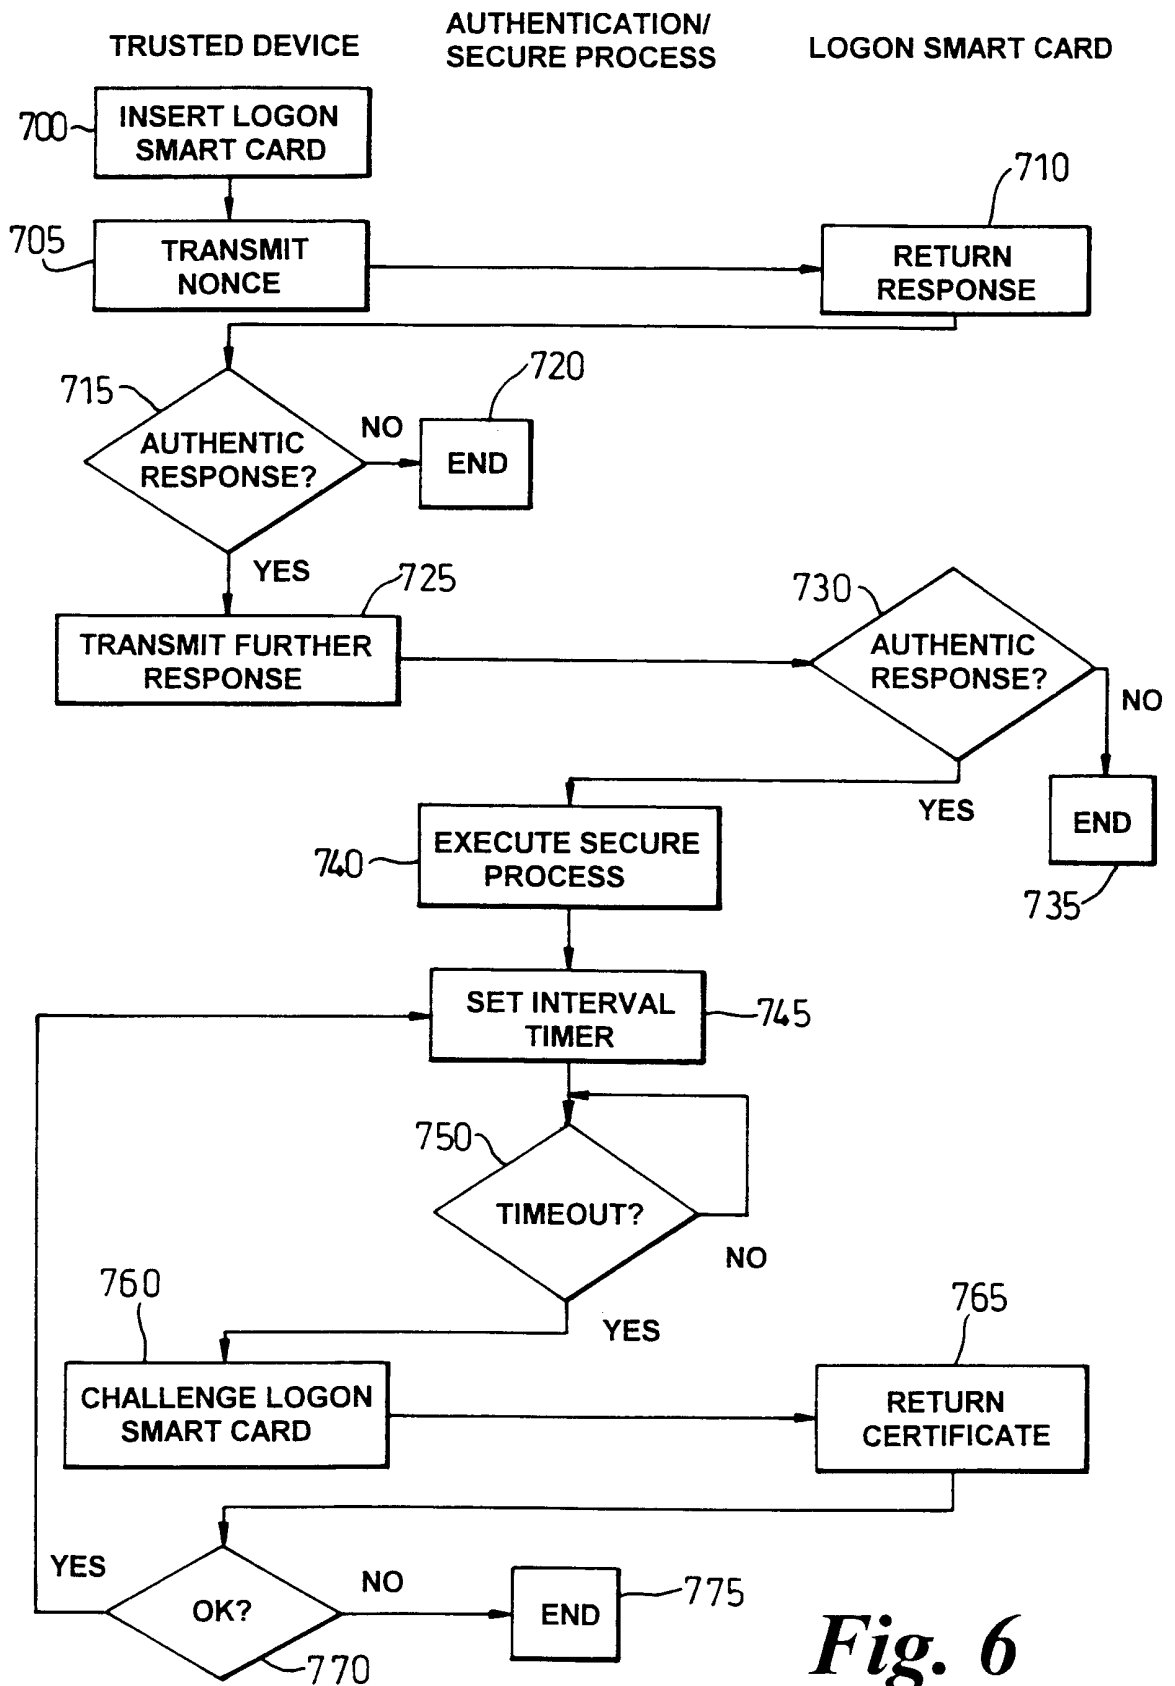 TRUSTED DEVICE
AUTHENTICATION/
SECURE PROCESS
LOGON SMART CARD
700
INSERT LOGON
SMART CARD
710
705
TRANSMIT
NONCE
RETURN
RESPONSE
715
AUTHENTIC
RESPONSE?
NO
720
END
YES
725
TRANSMIT FURTHER
RESPONSE
730
AUTHENTIC
RESPONSE?
NO
YES
END
735
740
EXECUTE SECURE
PROCESS
SET INTERVAL
TIMER
745
750
TIMEOUT?
NO
YES
760
CHALLENGE LOGON
SMART CARD
765
RETURN
CERTIFICATE
YES
OK?
NO
770
END
775
Fig. 6